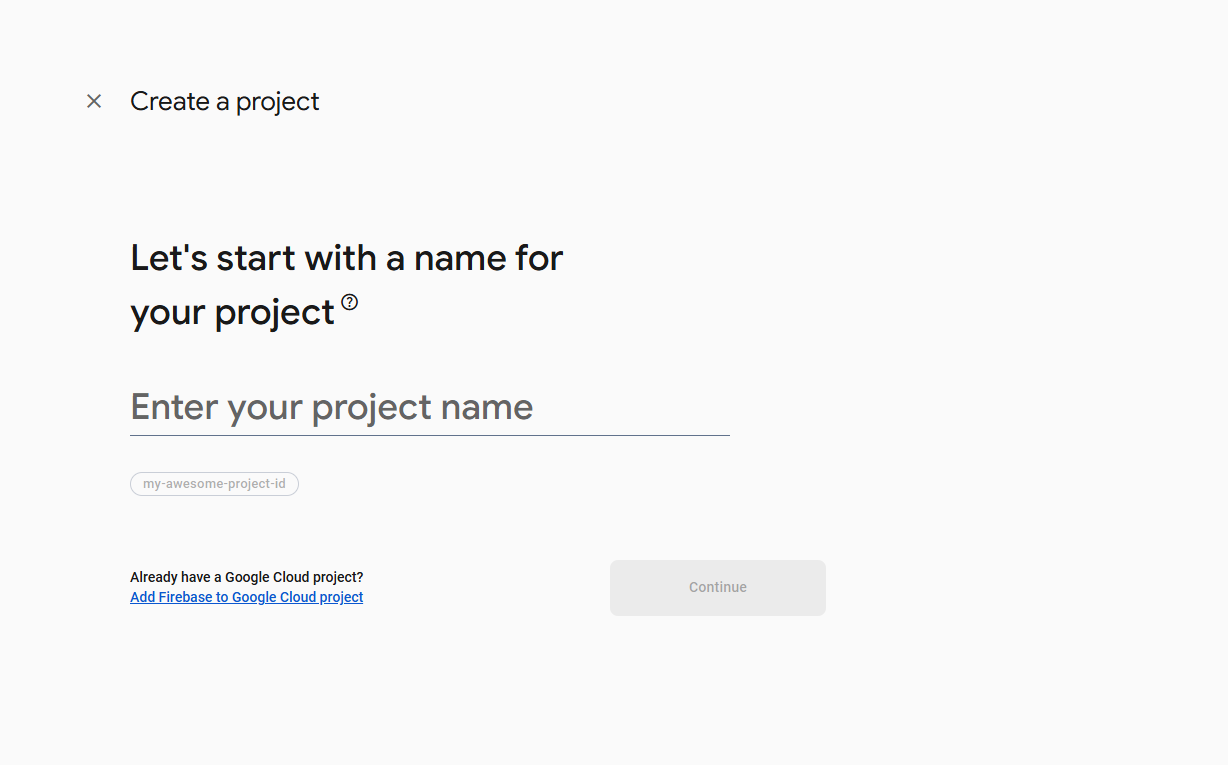 Create a project
Let's start with a name for
your project
Enter your project name
my-awesome-project-id
Already have a Google Cloud project?
Add Firebase to Google Cloud project
Continue